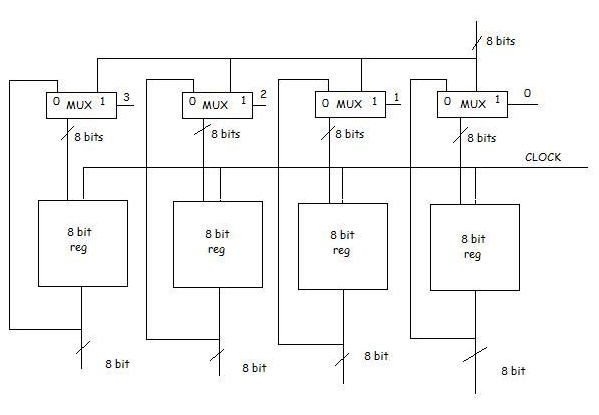 8 bits
0 MUX 1 3
0 MUX 1 2
0 MUX 1 1
0 MUX 1 0
8 bits
8 bits
8 bits
8 bits
CLOCK
8 bit
reg
8 bit
reg
8 bit
reg
8 bit
reg
8 bit
8 bit
8 bit
8 bit